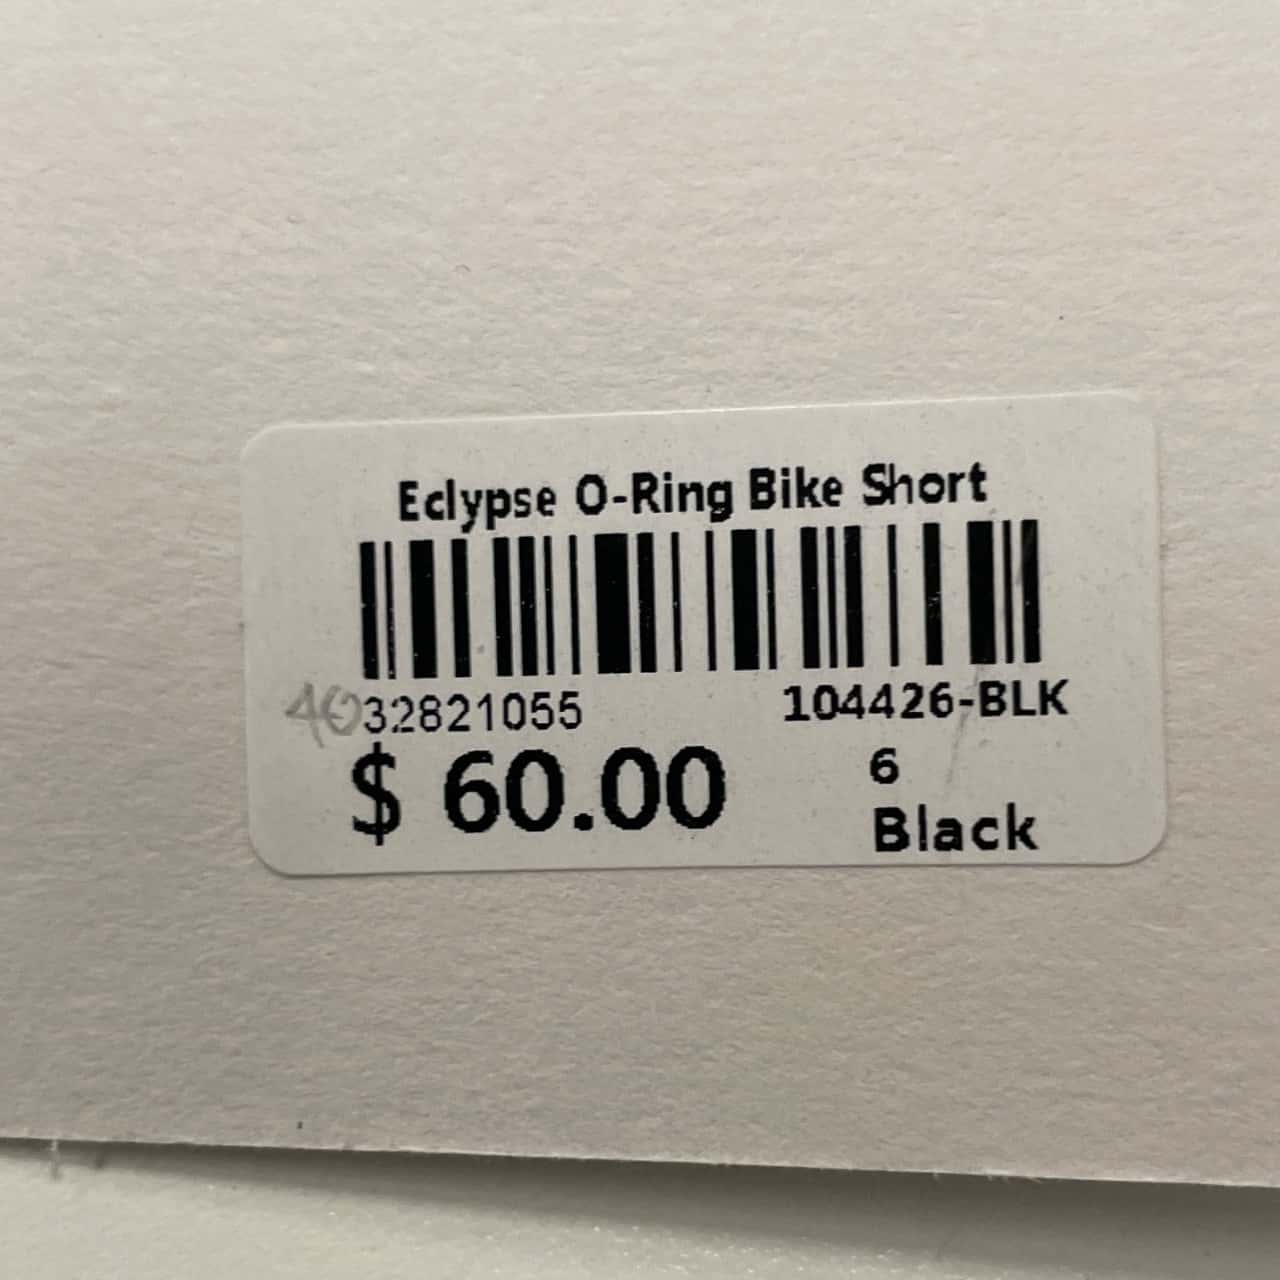 Eclypse O-Ring Bike Short
32821055 104426-BLK
$ 60.00 6
Black